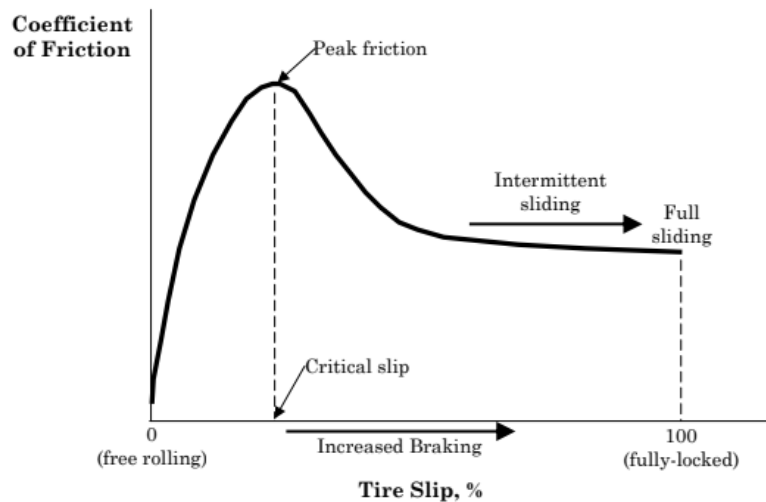 Coefficient
of Friction
Peak friction
Intermittent
sliding
Full
sliding
Critical slip
0
(free rolling)
Increased Braking
100
(fully-locked)
Tire Slip, %